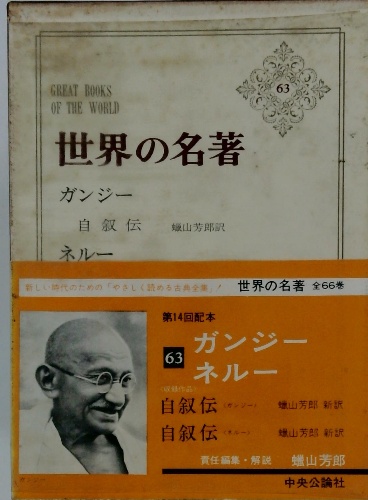 GREAT BOOKS
OF THE WORLD
63
世界の名著
ガンジー
自叙伝 蠟山芳郎訳
ネルー
新しい時代のための「やさしく読める古典全集」!
世界の名著 全66巻
第14回配本
63
ガンジー
ネルー
〈収録作品〉
自叙伝(ガンジー) 蠟山芳郎 新訳
自叙伝(ネルー) 蠟山芳郎 新訳
責任編集・解説 蠟山芳郎
中央公論社